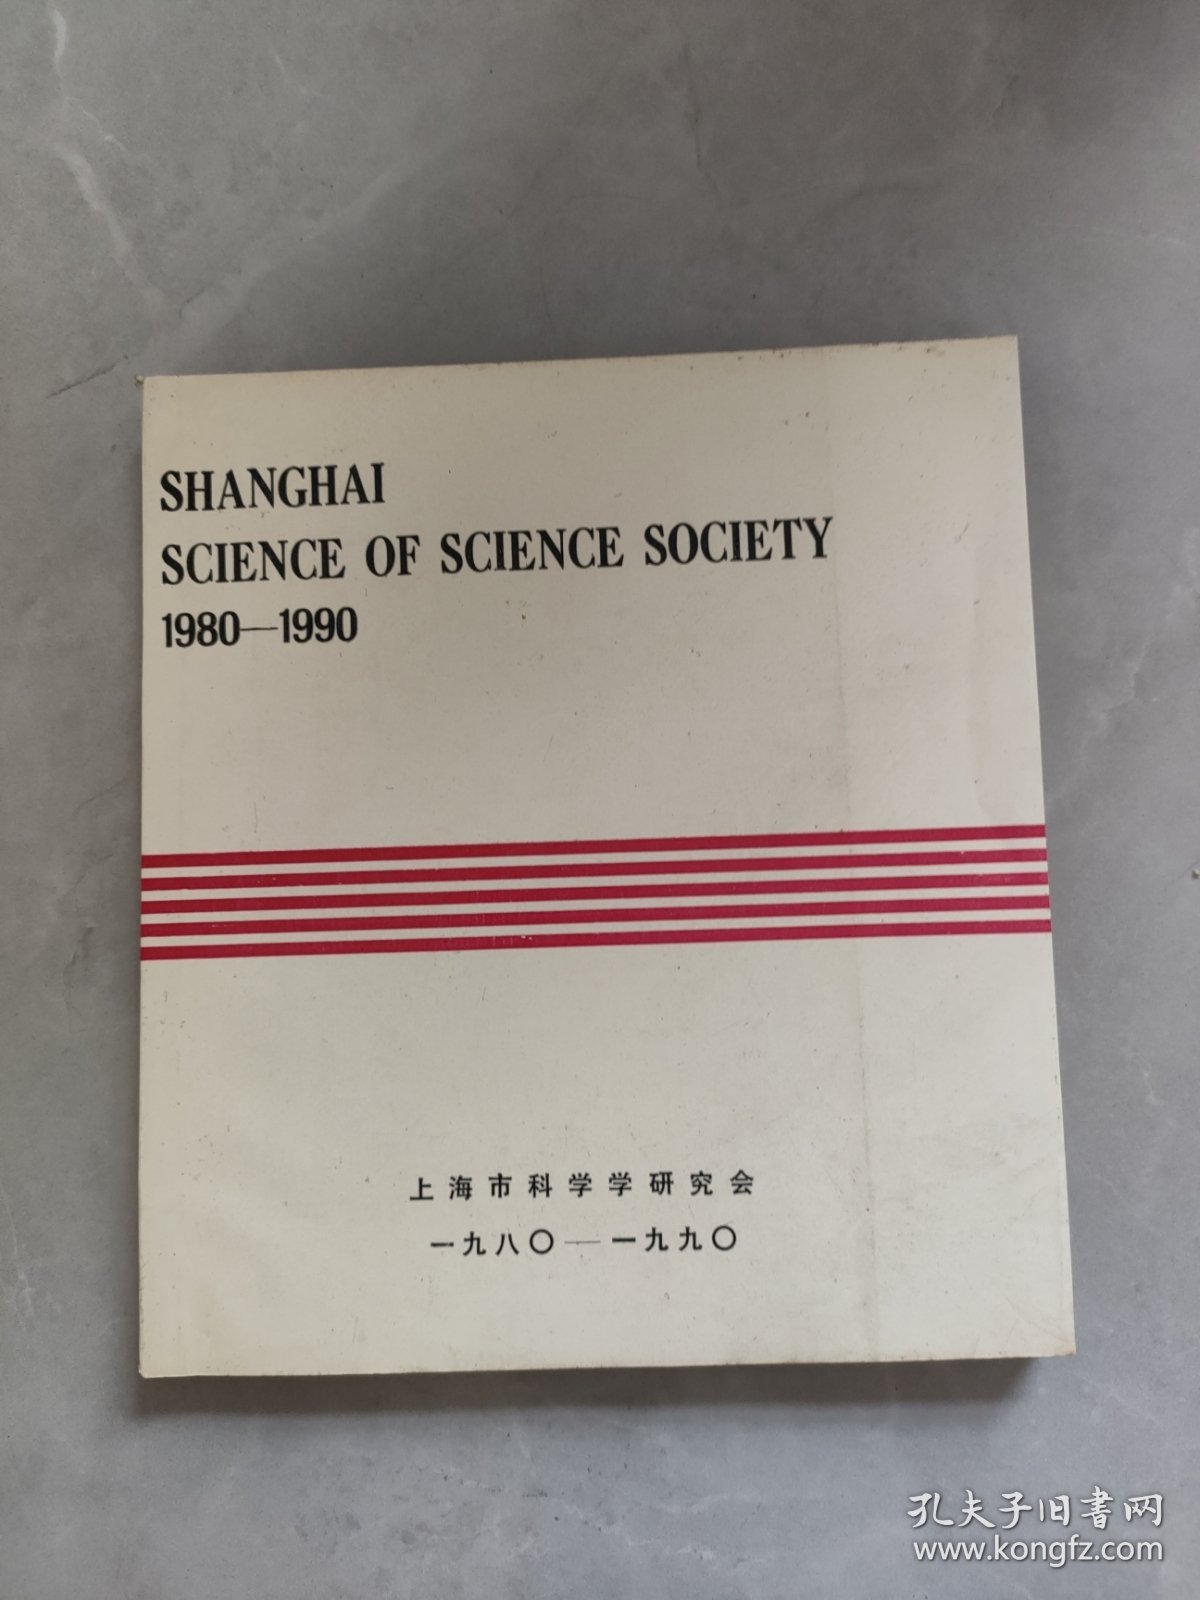 SHANGHAI
SCIENCE OF SCIENCE SOCIETY
1980—1990
上海市科学学研究会
一九八〇—一九九〇
孔夫子旧书网
www.kongfz.com